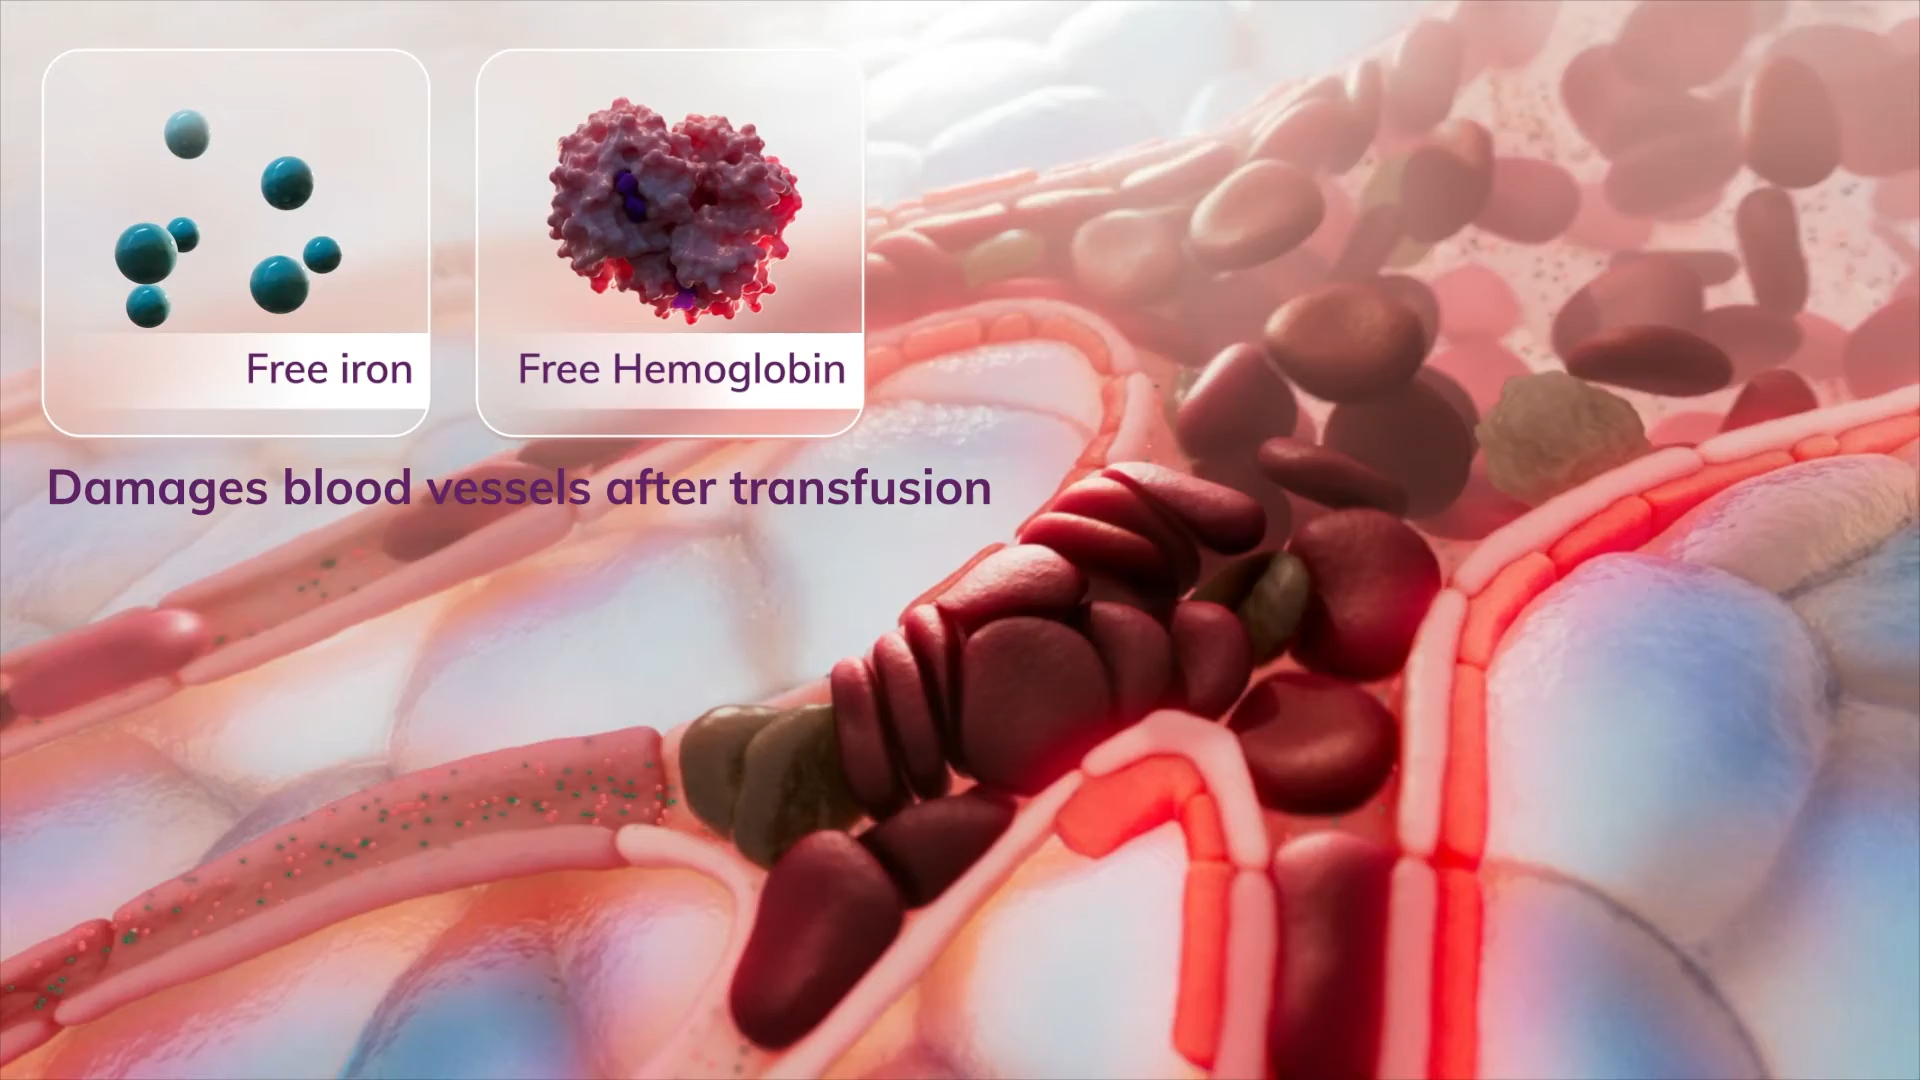 Free iron
Free Hemoglobin
Damages blood vessels after transfusion